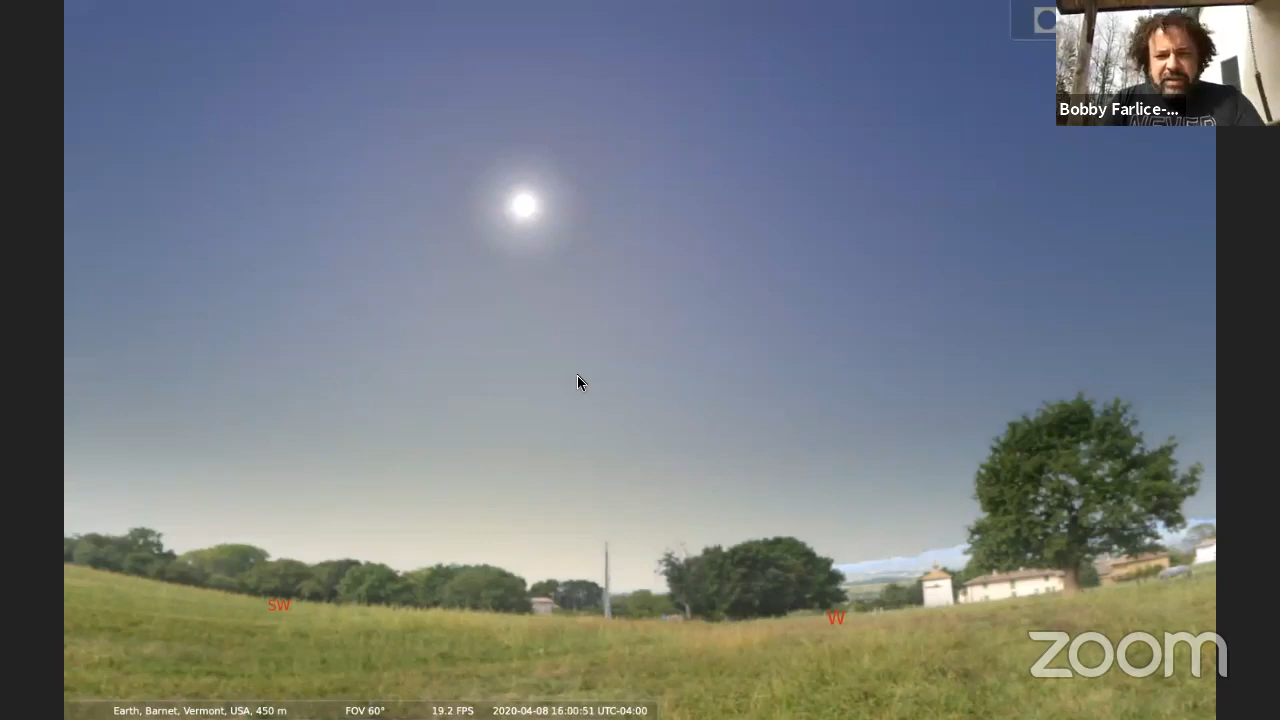 Bobby Farlice-...
NEVER
SW
W
zoom
Earth, Barnet, Vermont, USA, 450 m FOV 60° 19.2 FPS 2020-04-08 16:00:51 UTC-04:00